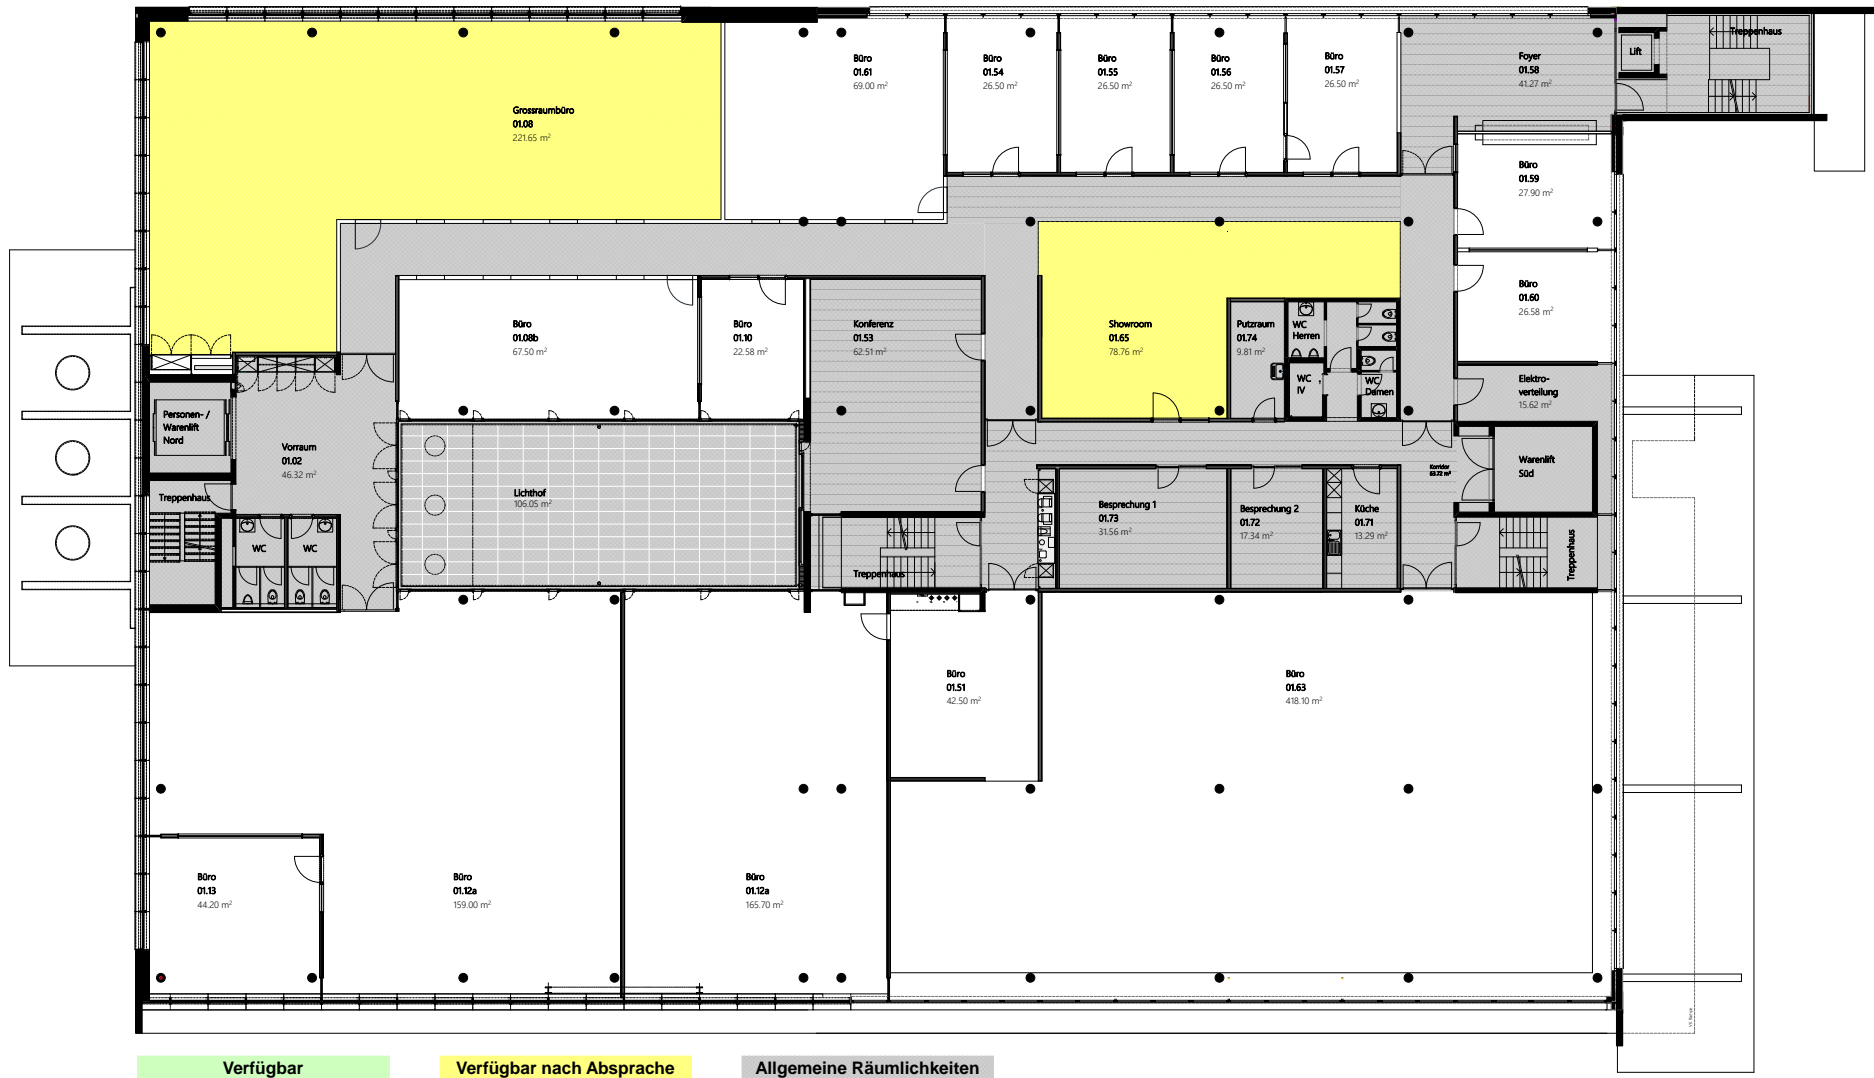 Treppenhaus
Lift
Foyer
01.58
41.27 m²
Büro
01.61
69.00 m²
Büro
01.54
26.50 m²
Büro
01.55
26.50 m²
Büro
01.56
26.50 m²
Büro
01.57
26.50 m²
Grossraumbüro
01.08
221.65 m²
Büro
01.59
27.90 m²
Büro
01.60
26.58 m²
Büro
01.08b
67.50 m²
Büro
01.10
22.58 m²
Konferenz
01.53
62.51 m²
Showroom
01.65
78.76 m²
Putzraum
01.74
9.81 m²
WC
Herren
WC
IV
WC
Damen
Elektro-
verteilung
15.62 m²
Personen- /
Warenlift
Nord
Vorraum
01.02
46.32 m²
Treppenhaus
WC
WC
Lichthof
106.05 m²
Treppenhaus
Besprechung 1
01.73
31.56 m²
Besprechung 2
01.72
17.34 m²
Küche
01.71
13.29 m²
Korridor
63.72 m²
Warenlift
Süd
Treppenhaus
Büro
01.51
42.50 m²
Büro
01.63
418.10 m²
Büro
01.13
44.20 m²
Büro
01.12a
159.00 m²
Büro
01.12a
165.70 m²
Verfügbar
Verfügbar nach Absprache
Allgemeine Räumlichkeiten